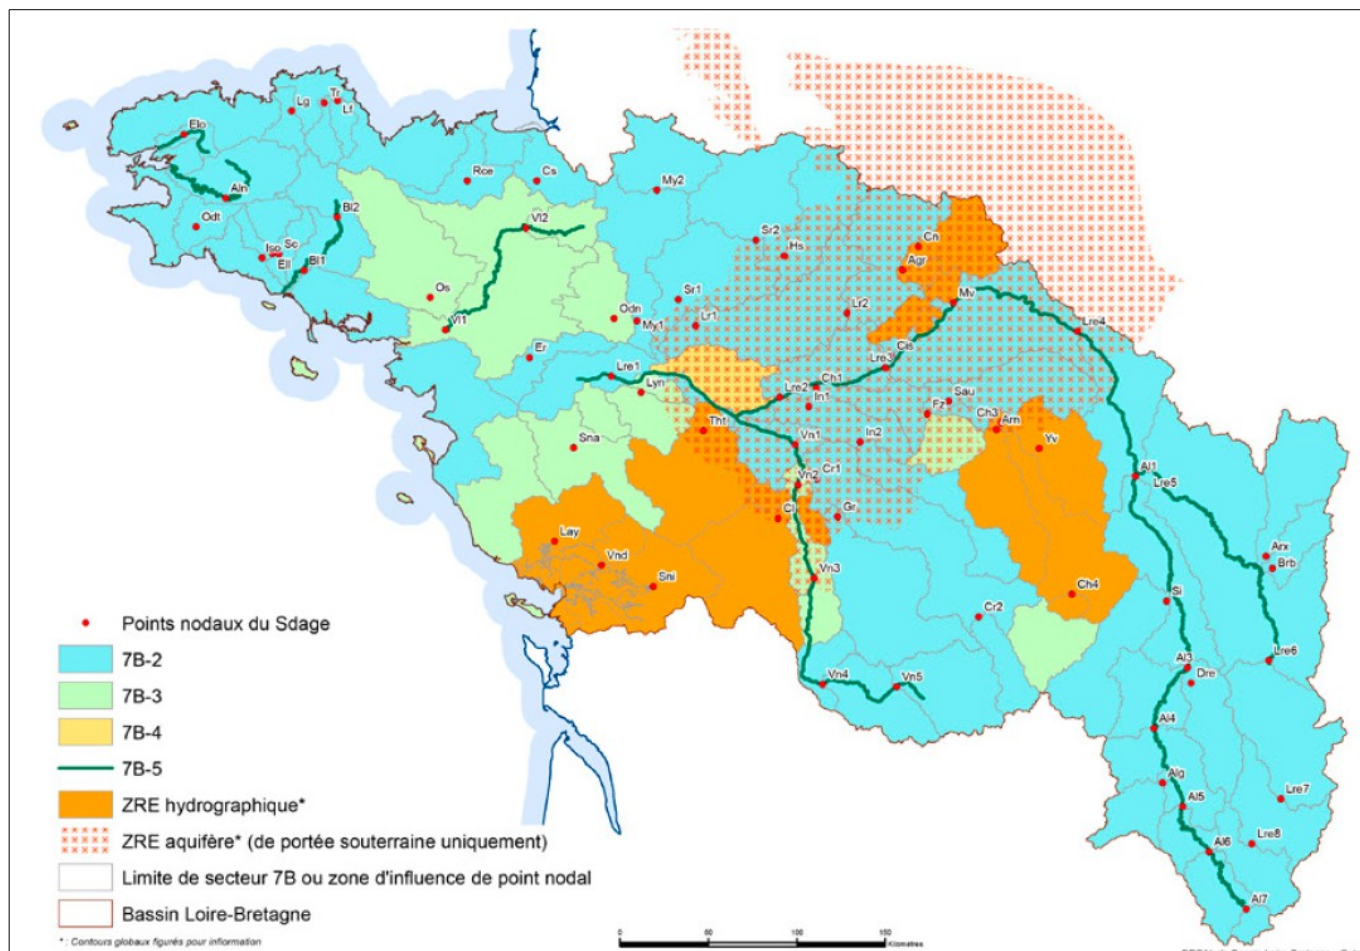 Tr
Lg
Lf
Elo
Rce
Cs
My2
Aln
Bl2
Odt
Vl2
Sr2
Hs
Cn
Iso
Sc
Ell
Bl1
Agr
Os
Sr1
Lr2
Mv
Odn
My1
Lr1
Vl1
Lre4
Er
Cis
Lre3
Lre1
Lyn
Lre2
Ch1
In1
Fz
Sau
Ch3
Arn
Tht
Sna
Vn1
In2
Yv
Vn2
Cr1
Al1
Lre5
Cl
Gr
Lay
Vnd
Sni
Vn3
Arx
Brb
Ch4
Si
Cr2
Points nodaux du Sdage
7B-2
Al3
Lre6
Dre
Vn4
Vn5
7B-3
7B-4
Al4
7B-5
Alg
Al5
Lre7
ZRE hydrographique*
ZRE aquifère* (de portée souterraine uniquement)
Al6
Lre8
Limite de secteur 7B ou zone d'influence de point nodal
Al7
Bassin Loire-Bretagne
* : Contours globaux figurés pour information
0 50 100 150
Kilomètres